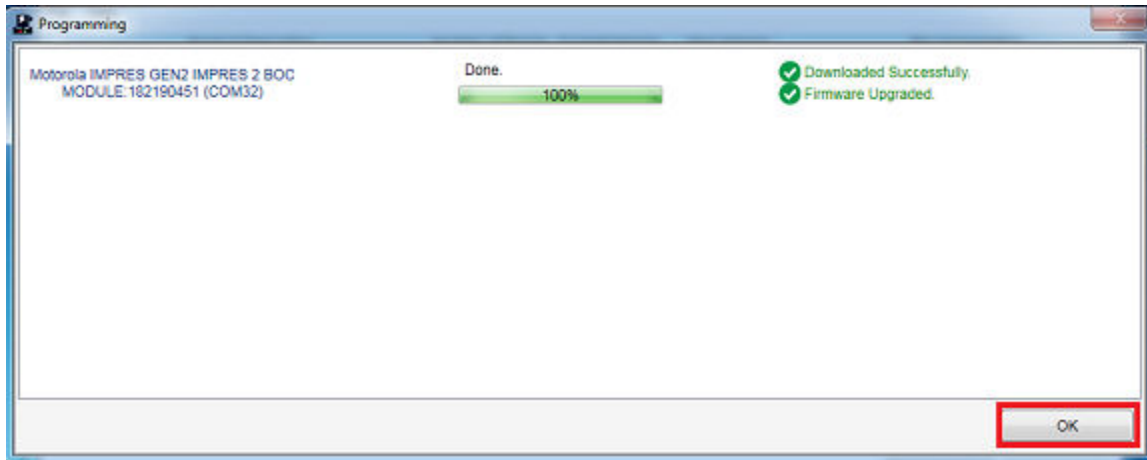 Programming
Motorola IMPRES GEN2 IMPRES 2 BOC
MODULE:182190451 (COM32)
Done.
100%
Downloaded Successfully.
Firmware Upgraded.
OK